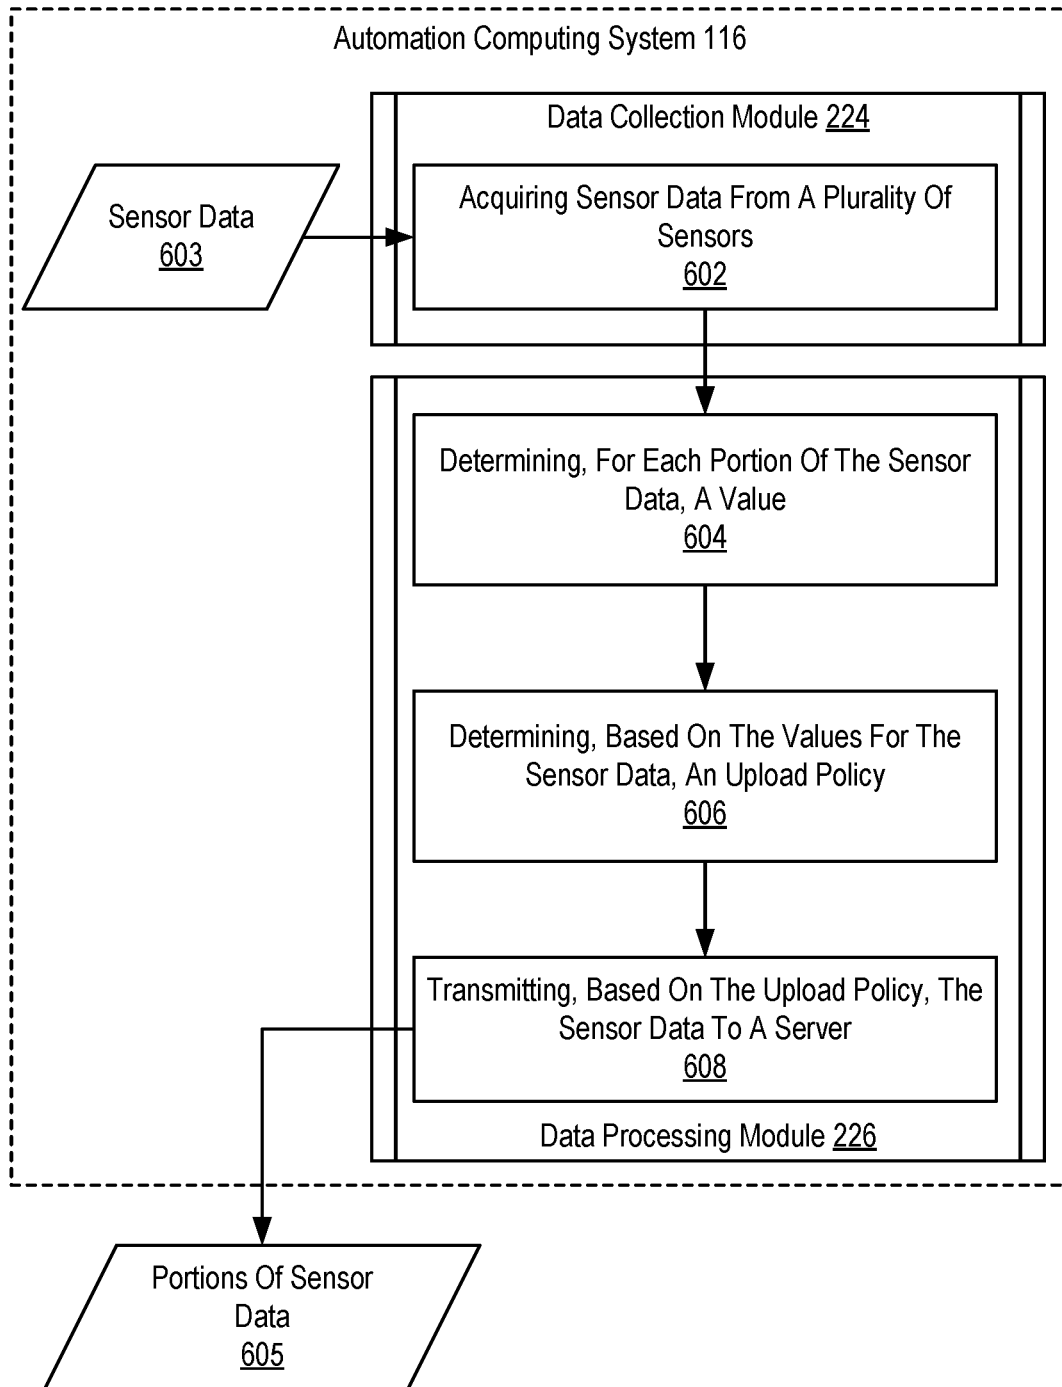 Automation Computing System 116
Data Collection Module 224
Sensor Data
603
Acquiring Sensor Data From A Plurality Of
Sensors
602
Determining, For Each Portion Of The Sensor
Data, A Value
604
Determining, Based On The Values For The
Sensor Data, An Upload Policy
606
Transmitting, Based On The Upload Policy, The
Sensor Data To A Server
608
Data Processing Module 226
Portions Of Sensor
Data
605